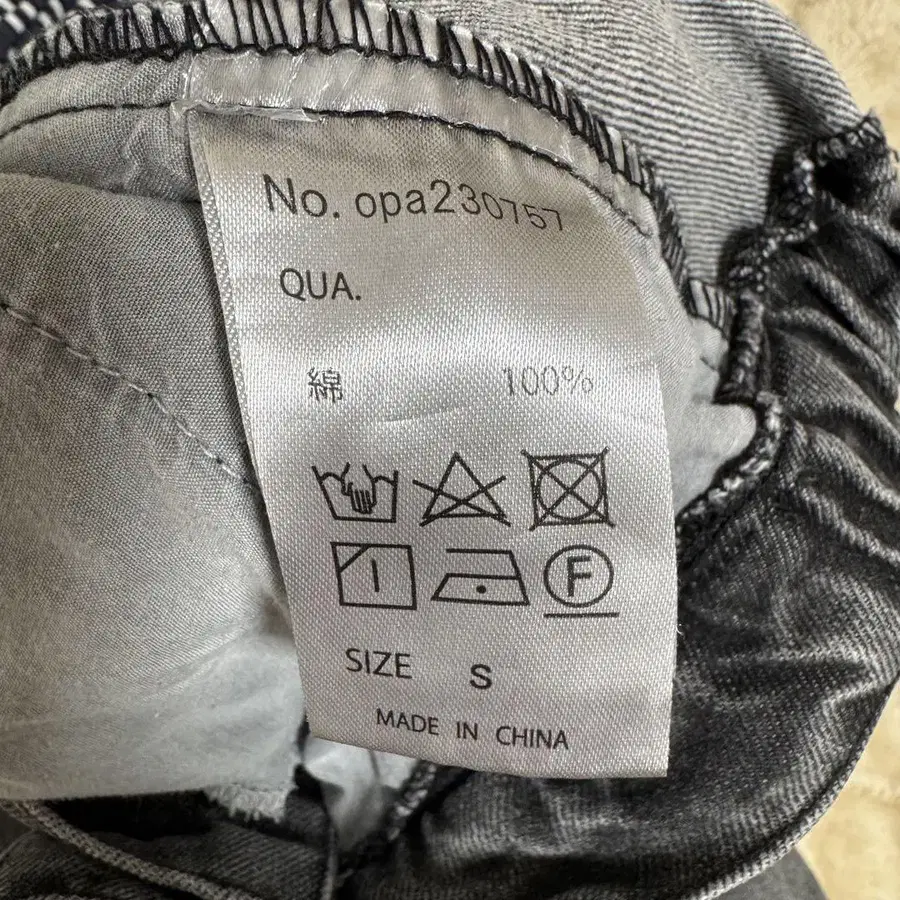 No. opa230757
QUA.
綿 100%
F
SIZE S
MADE IN CHINA